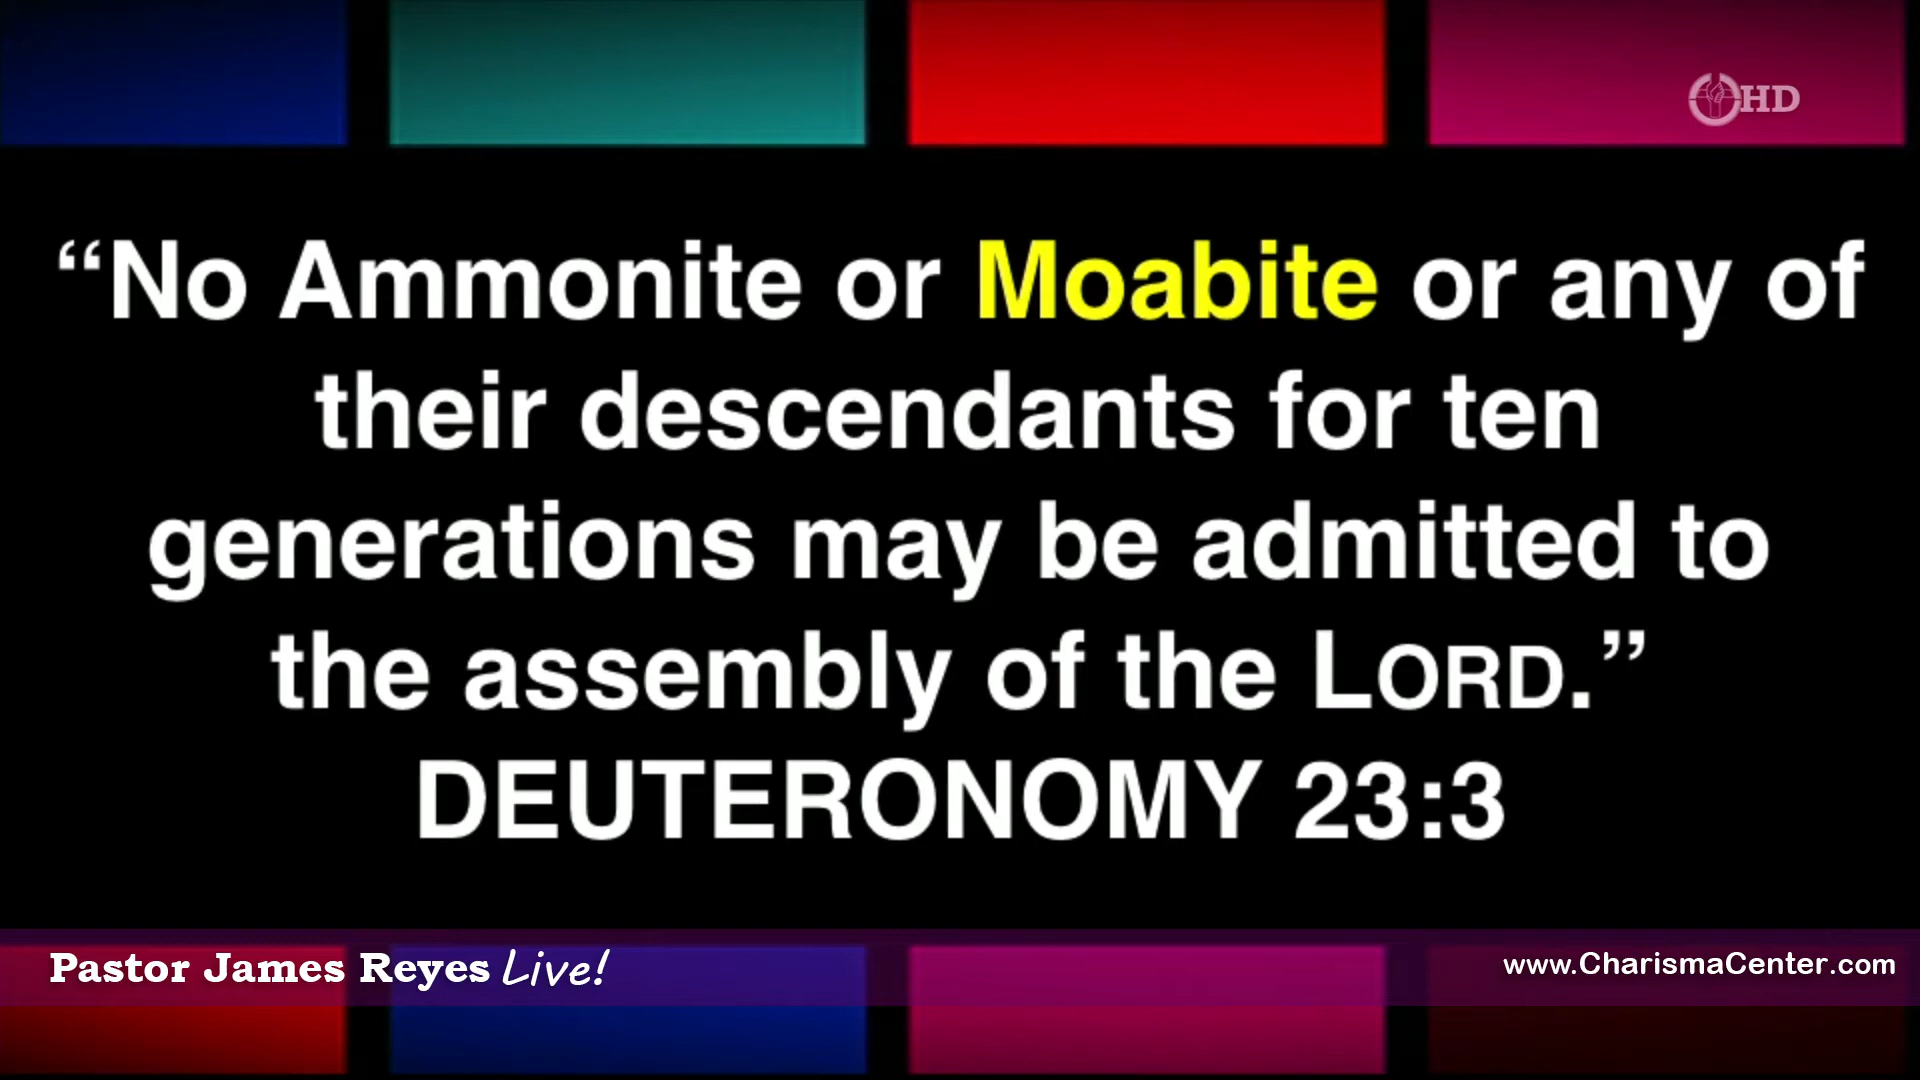 HD
“No Ammonite or Moabite or any of
their descendants for ten
generations may be admitted to
the assembly of the LORD.”
DEUTERONOMY 23:3
Pastor James Reyes Live!
www.CharismaCenter.com